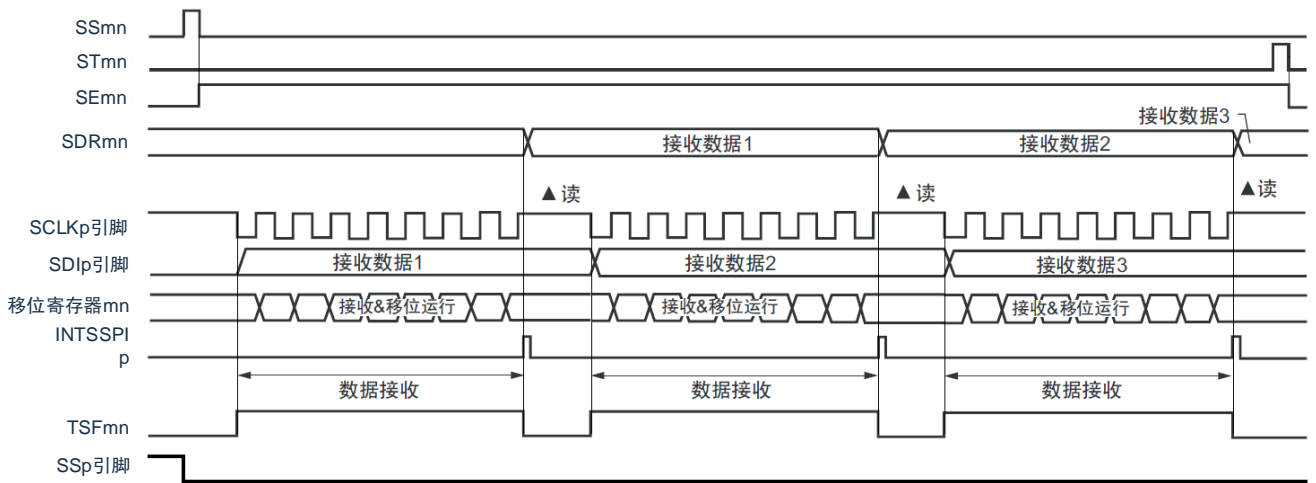 SSmn
STmn
SEmn
接收数据3
SDRmn
接收数据1
接收数据2
▲读
▲读
▲读
SCLKp引脚
SDIp引脚
接收数据1
接收数据2
接收数据3
移位寄存器mn
接收&移位运行
接收&移位运行
接收&移位运行
INTSSPI
p
数据接收
数据接收
数据接收
TSFmn
SSp引脚